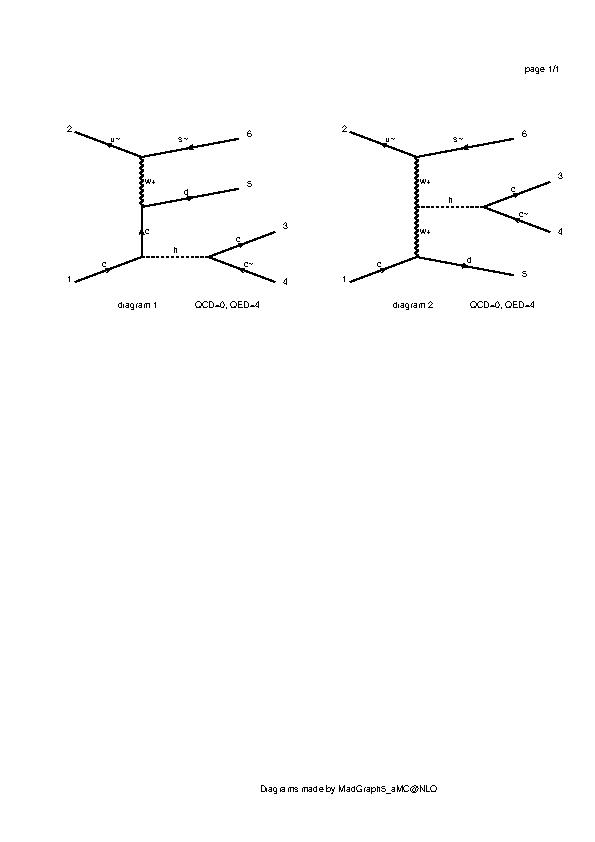 page 1/1
2 u~ s~ 6
w+
d 5
c
c h c 3
1 c~ 4
diagram 1 QCD=0, QED=4
2 u~ s~ 6
w+
h c 3
w+ c~ 4
c d
1 5
diagram 2 QCD=0, QED=4
Diagrams made by MadGraph5_aMC@NLO